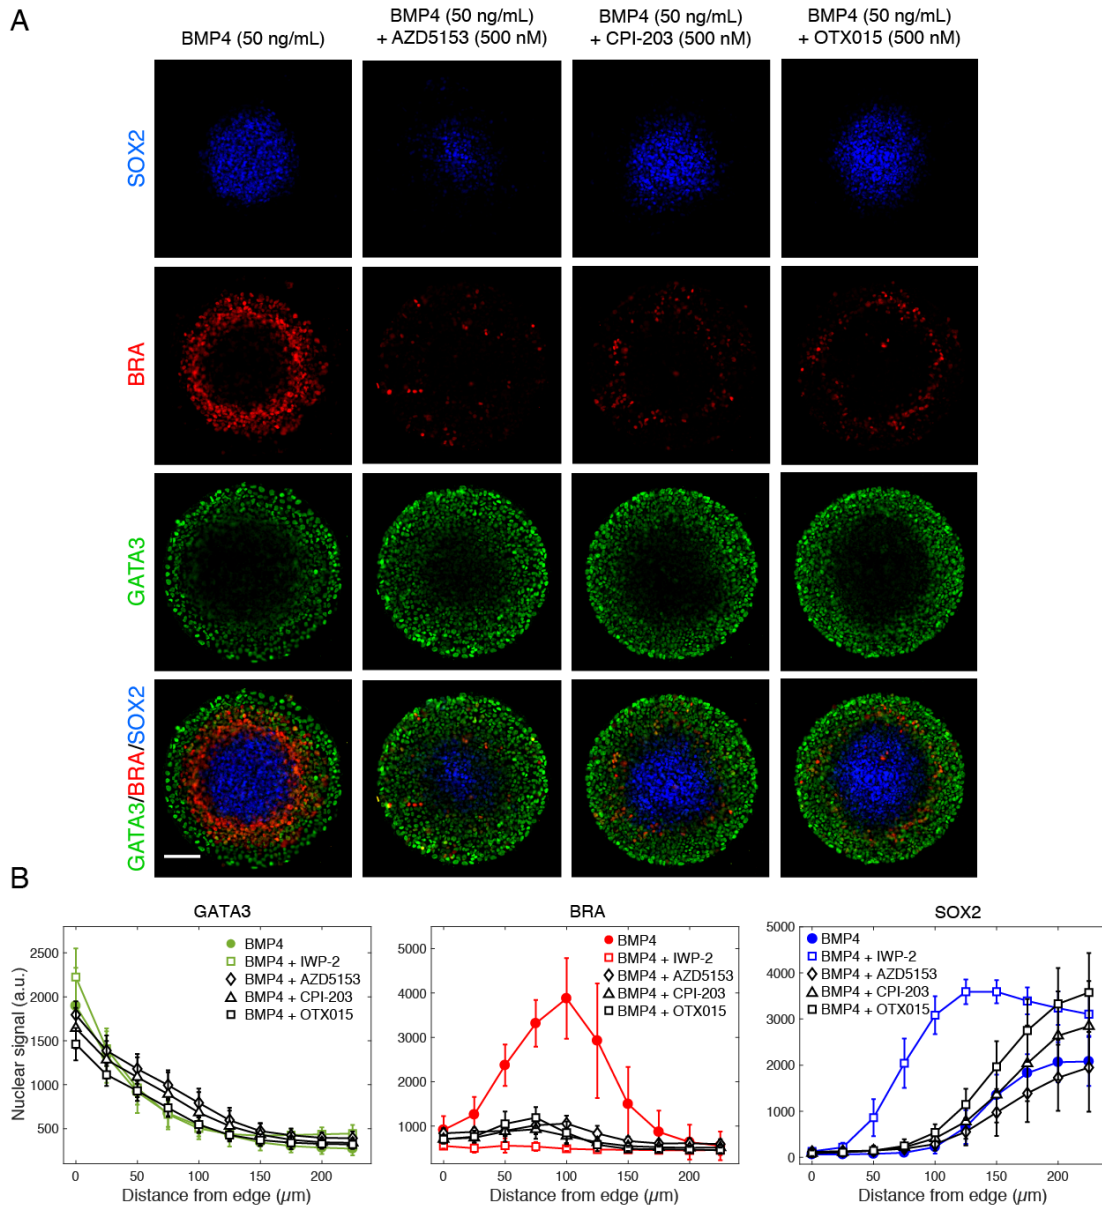 A
BMP4 (50 ng/mL)
BMP4 (50 ng/mL)
+ AZD5153 (500 nM)
BMP4 (50 ng/mL)
+ CPI-203 (500 nM)
BMP4 (50 ng/mL)
+ OTX015 (500 nM)
SOX2
BRA
GATA3
GATA3/BRA/SOX2
B
GATA3
Nuclear signal (a.u.)
2500
2000
1500
1000
500
BMP4
BMP4 + IWP-2
BMP4 + AZD5153
BMP4 + CPI-203
BMP4 + OTX015
0
50
100
150
200
Distance from edge (µm)
BRA
5000
4000
3000
2000
1000
BMP4
BMP4 + IWP-2
BMP4 + AZD5153
BMP4 + CPI-203
BMP4 + OTX015
0
50
100
150
200
Distance from edge (µm)
SOX2
5000
4000
3000
2000
1000
0
BMP4
BMP4 + IWP-2
BMP4 + AZD5153
BMP4 + CPI-203
BMP4 + OTX015
0
50
100
150
200
Distance from edge (µm)